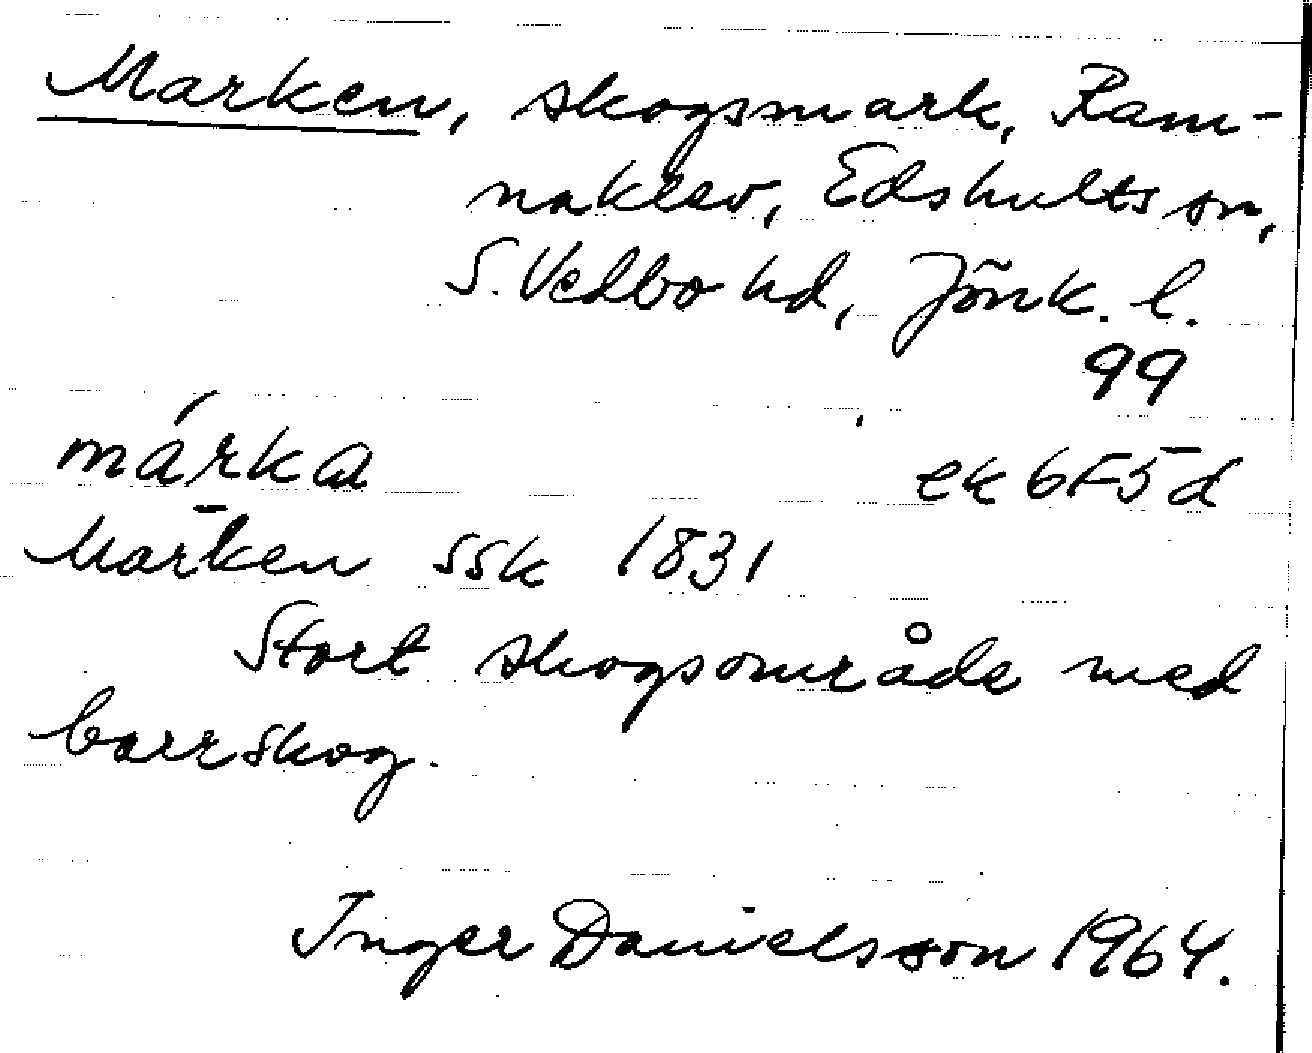 Marken, skogsmark, Ram-
naklev, Edshults sn,
S. Vedbo hd, Jönk. l.
99
márka ek 6F5d
Marken SSK 1831
Stort skogsområde med
barrskog.
Inger Danielsson 1964.